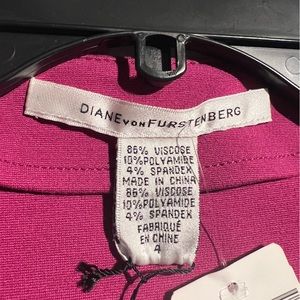 DIANE VON FURSTENBERG
86% VISCOSE
10%POLYAMIDE
4% SPANDEX
MADE IN CHINA
86% VISCOSE
10%POLYAMIDE
4% SPANDEX
FABRIQUÉ
EN CHINE
4